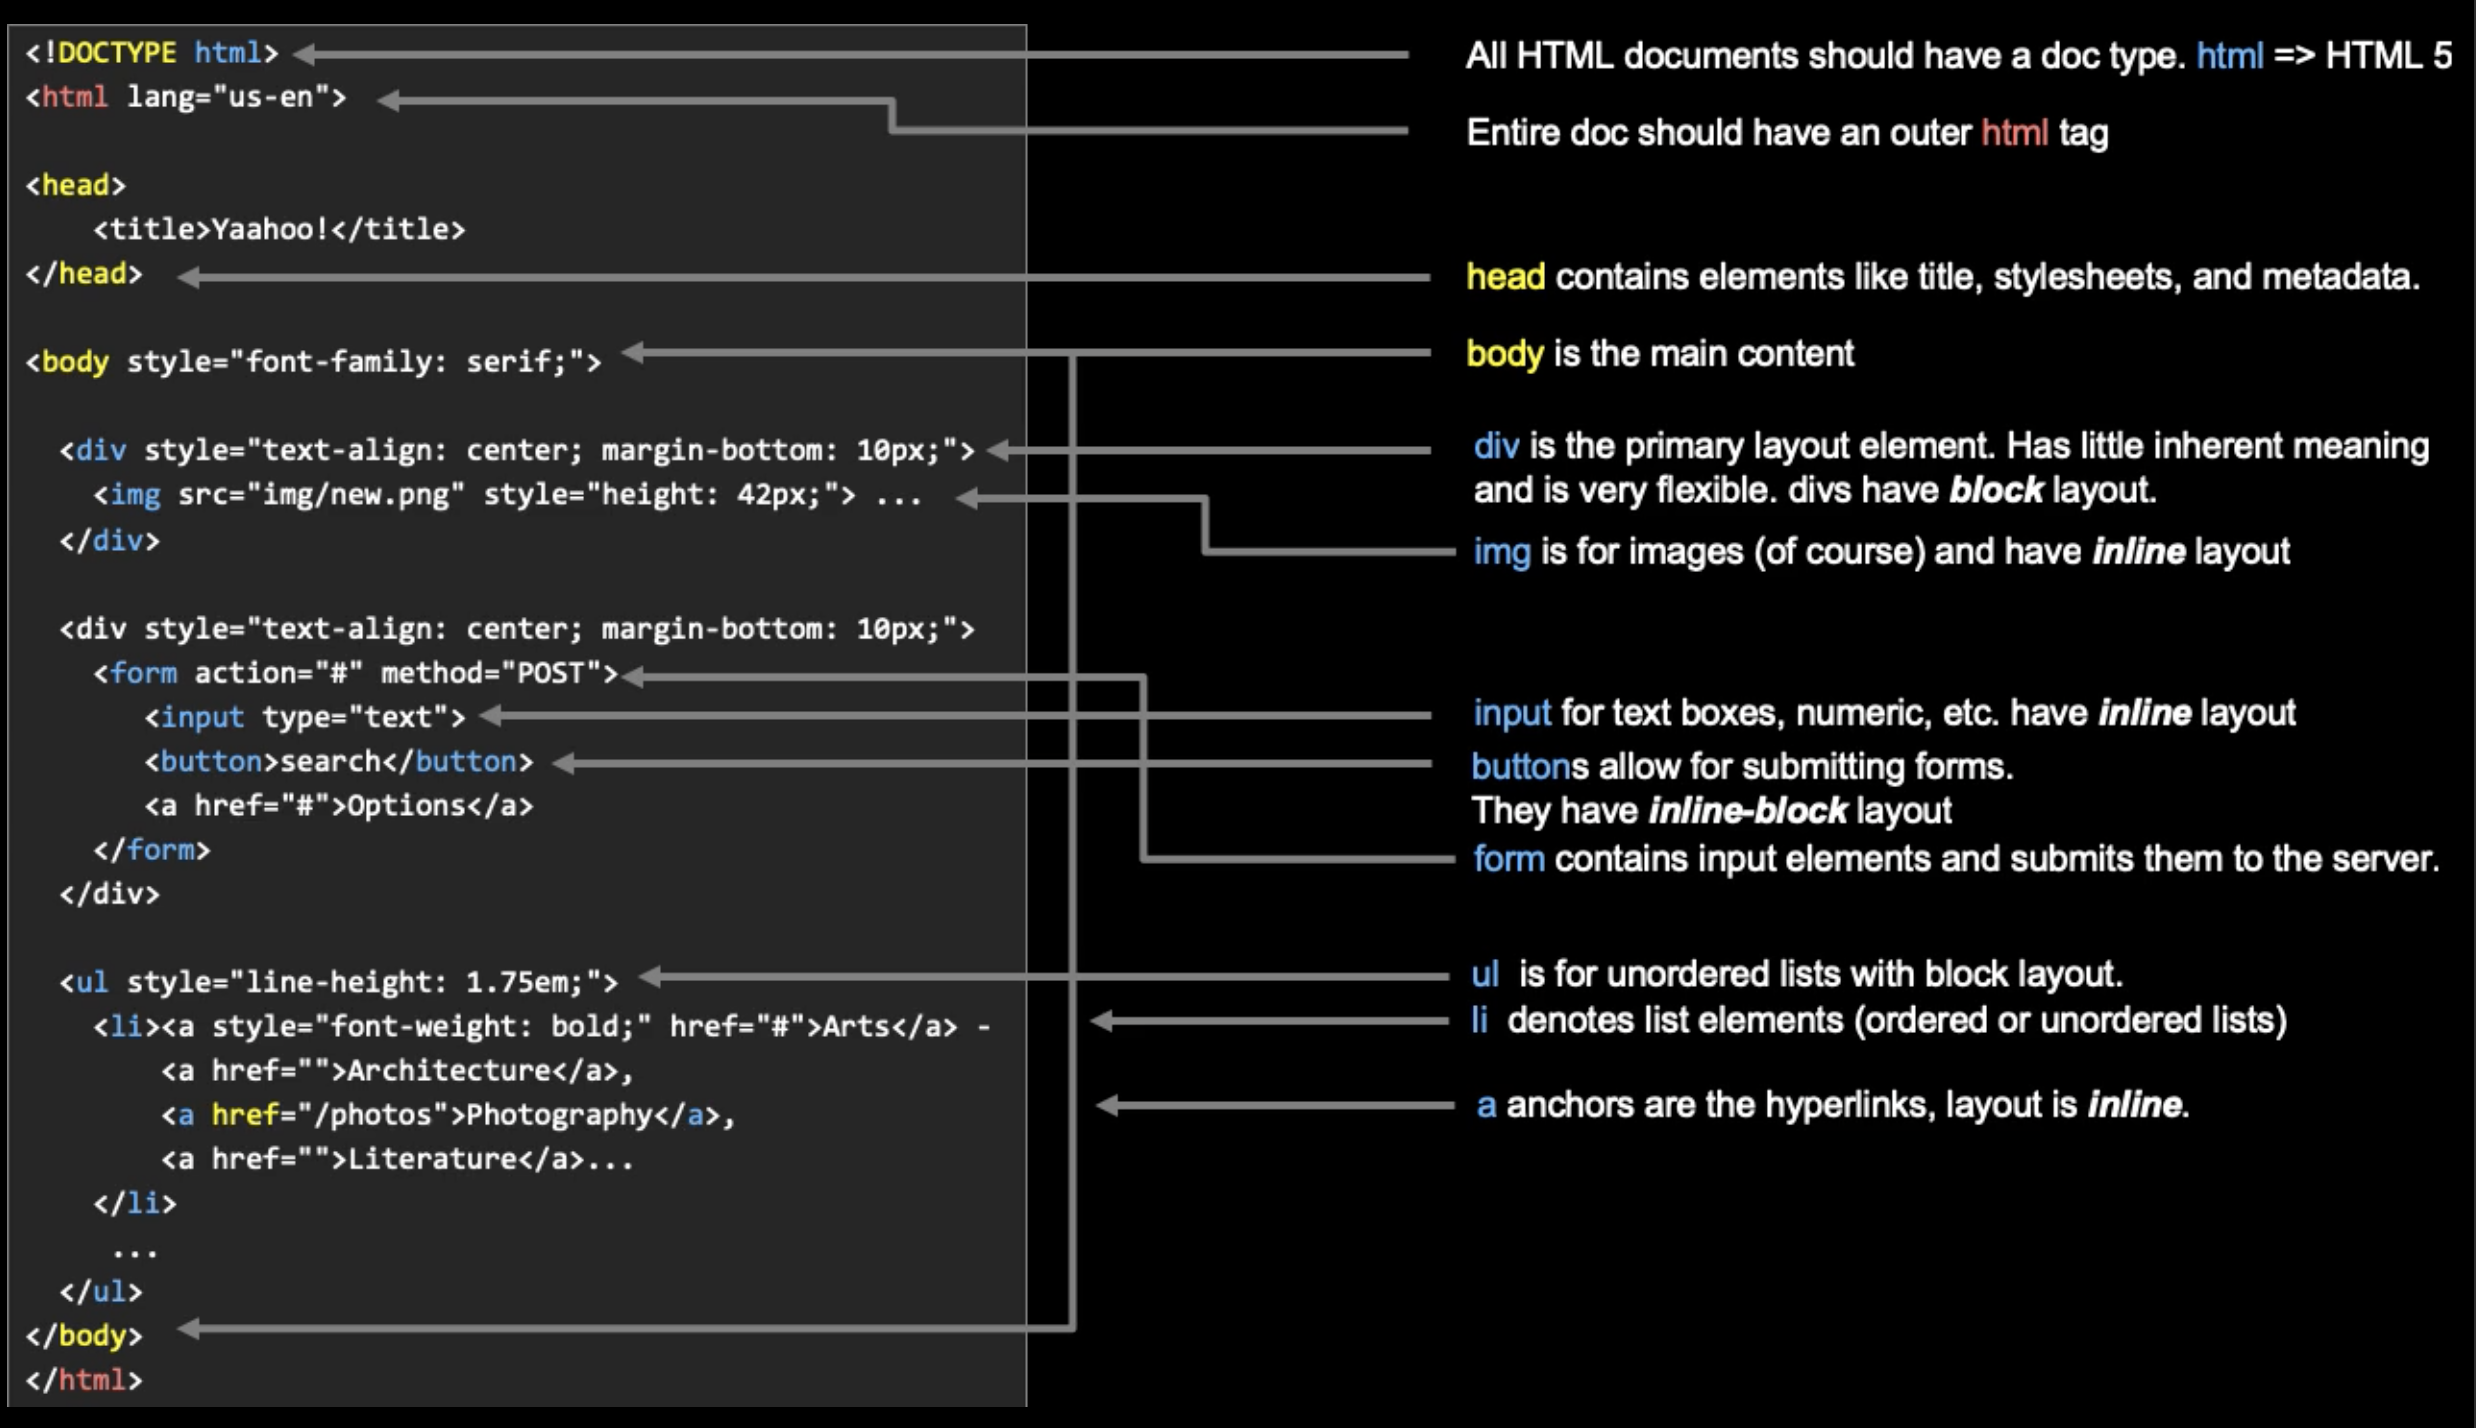 <!DOCTYPE html>
<html lang="us-en">
<head>
<title>Yaahoo!</title>
</head>
<body style="font-family: serif;">
<div style="text-align: center; margin-bottom: 10px;">
<img src="img/new.png" style="height: 42px;"> ...
</div>
<div style="text-align: center; margin-bottom: 10px;">
<form action="#" method="POST">
<input type="text">
<button>search</button>
<a href="#">Options</a>
</form>
</div>
<ul style="line-height: 1.75em;">
<li><a style="font-weight: bold;" href="#">Arts</a> -
<a href="">Architecture</a>,
<a href="/photos">Photography</a>,
<a href="">Literature</a>...
</li>
...
</ul>
</body>
</html>
All HTML documents should have a doc type. html => HTML 5
Entire doc should have an outer html tag
head contains elements like title, stylesheets, and metadata.
body is the main content
div is the primary layout element. Has little inherent meaning
and is very flexible. divs have block layout.
img is for images (of course) and have inline layout
input for text boxes, numeric, etc. have inline layout
buttons allow for submitting forms.
They have inline-block layout
form contains input elements and submits them to the server.
ul is for unordered lists with block layout.
li denotes list elements (ordered or unordered lists)
a anchors are the hyperlinks, layout is inline.